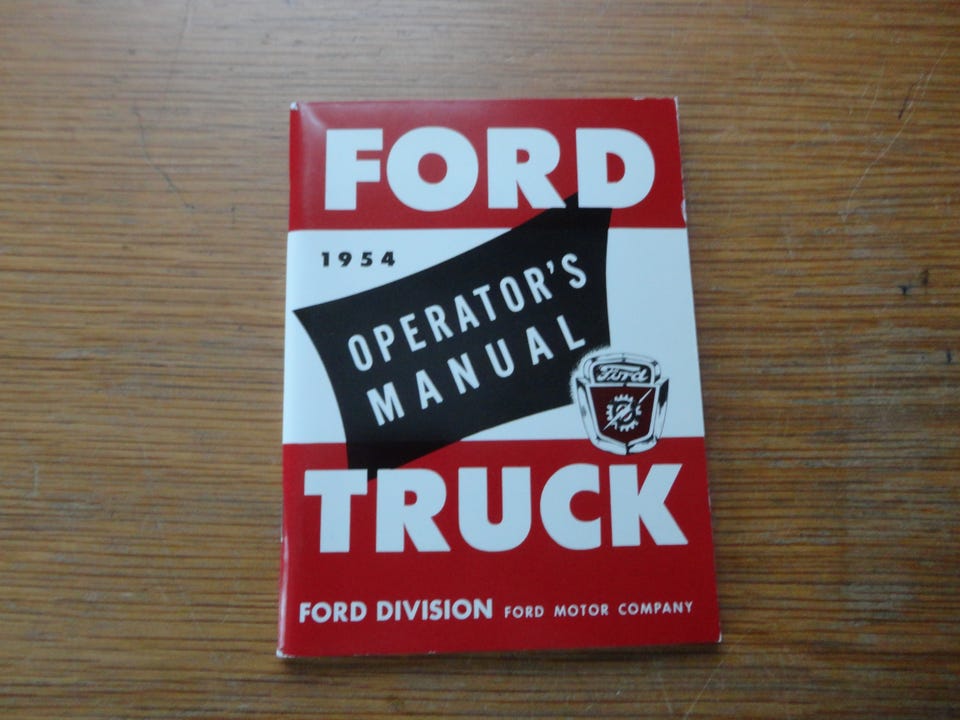 FORD
1954
OPERATOR'S
MANUAL
Ford
TRUCK
FORD DIVISION FORD MOTOR COMPANY